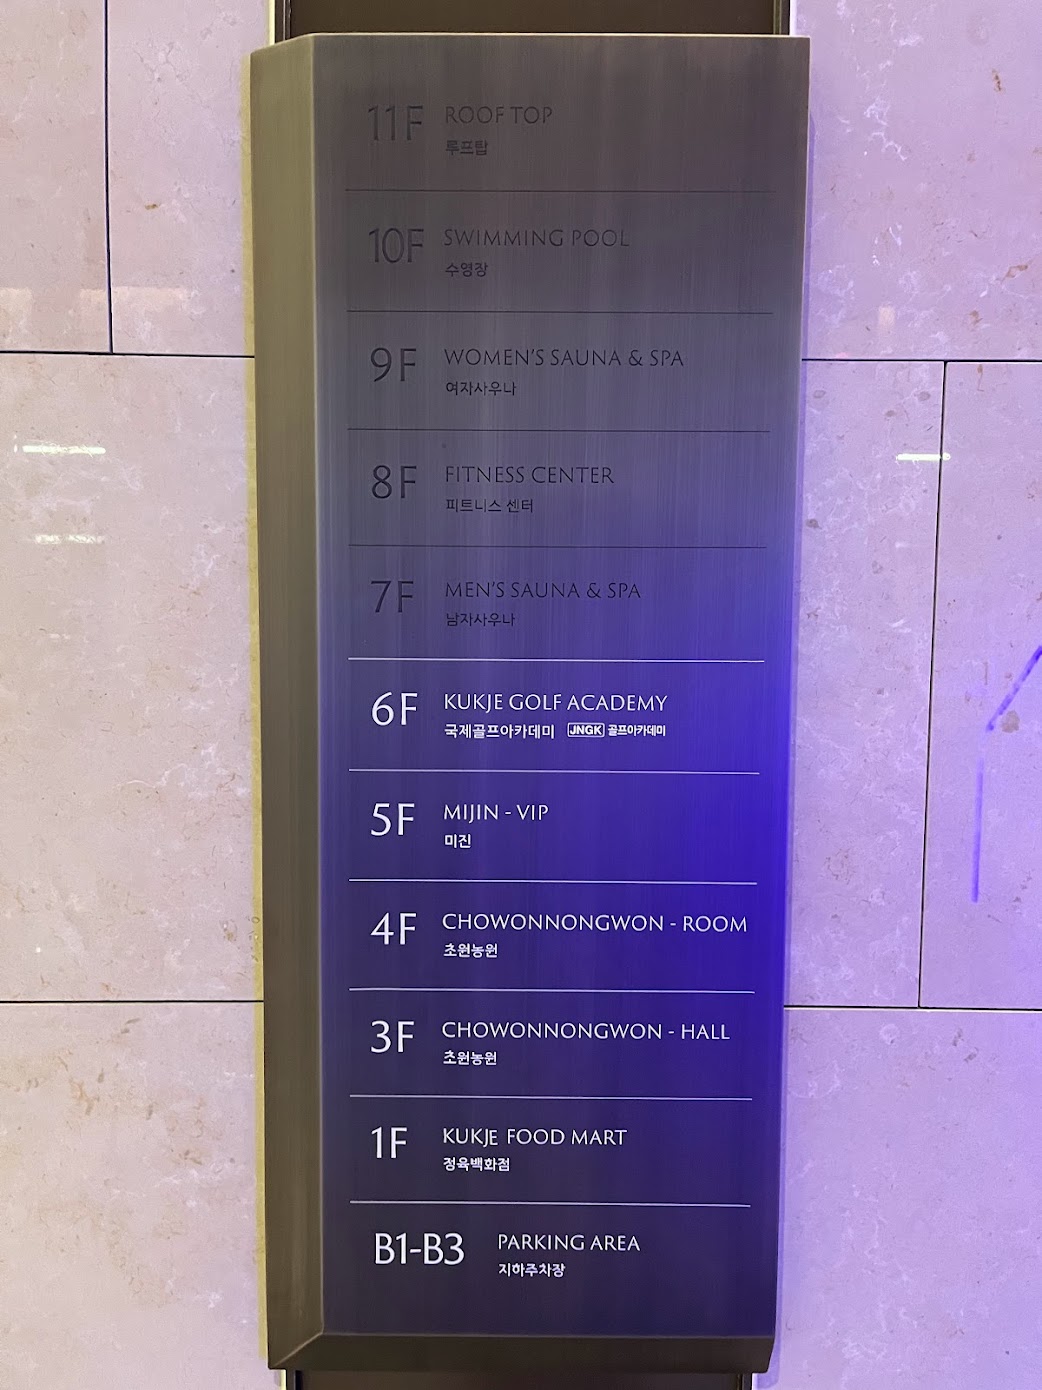 11F ROOF TOP
루프탑
10F SWIMMING POOL
수영장
9F WOMEN'S SAUNA & SPA
여자사우나
8F FITNESS CENTER
피트니스 센터
7F MEN'S SAUNA & SPA
남자사우나
6F KUKJE GOLF ACADEMY
국제골프아카데미 JNGK 골프아카데미
5F MIJIN - VIP
미진
4F CHOWONNONGWON - ROOM
초원농원
3F CHOWONNONGWON - HALL
초원농원
1F KUKJE FOOD MART
정육백화점
B1-B3 PARKING AREA
지하주차장